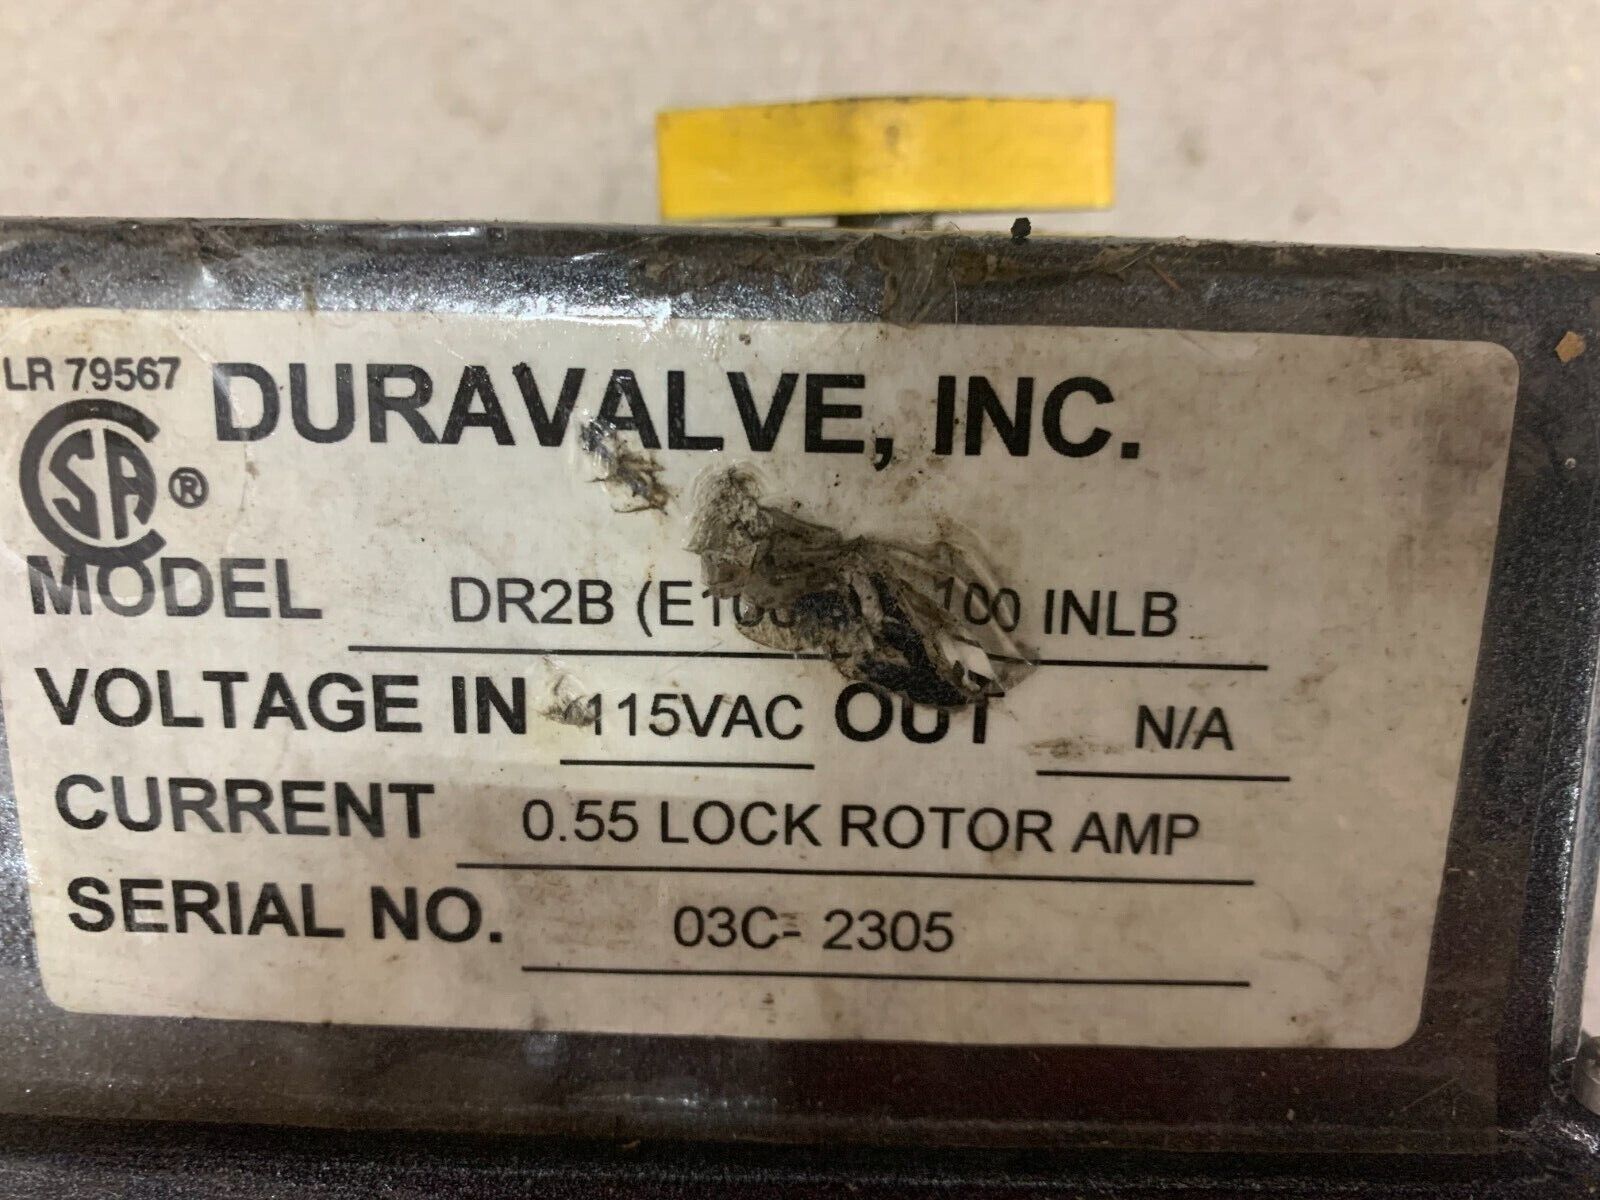 LR 79567 DURAVALVE, INC.
SA ®
MODEL DR2B 100 INLB
VOLTAGE IN 115VAC OUT N/A
CURRENT 0.55 LOCK ROTOR AMP
SERIAL NO. 03C- 2305